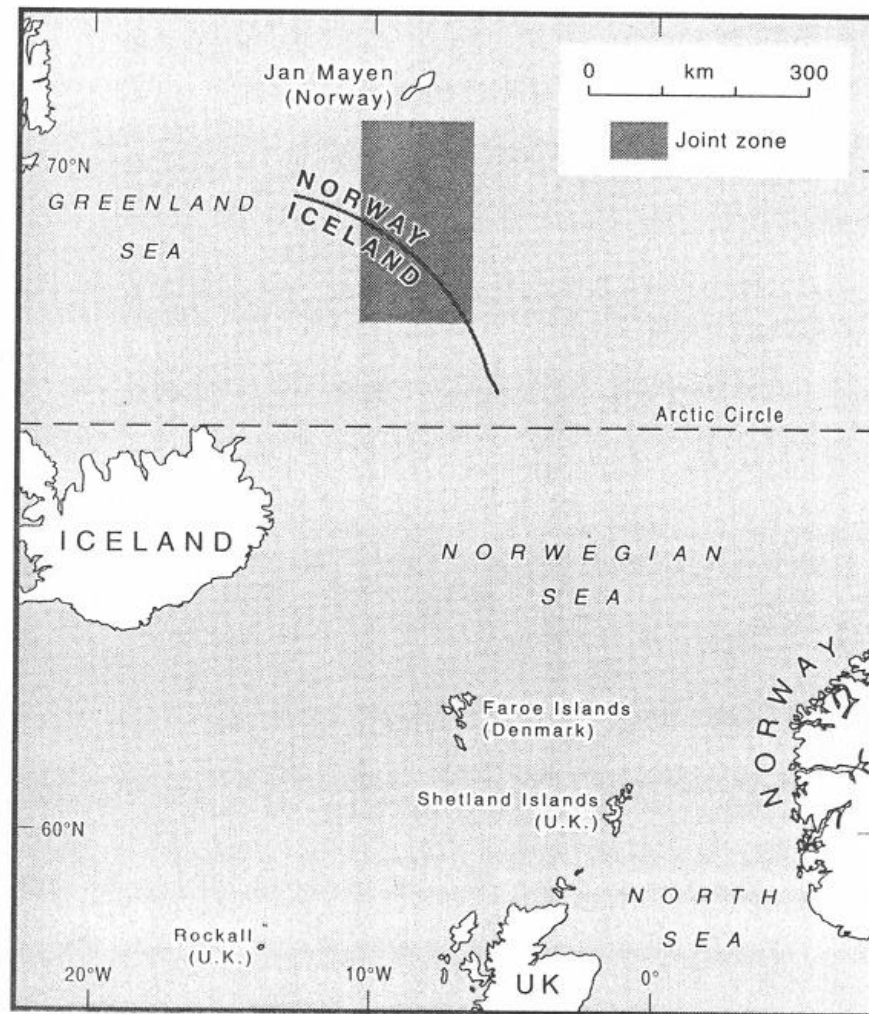 Jan Mayen
(Norway)
0 km 300
Joint zone
70°N
GREENLAND
SEA
NORWAY
ICELAND
Arctic Circle
ICELAND
NORWEGIAN
SEA
NORWAY
Faroe Islands
(Denmark)
Shetland Islands
(U.K.)
60°N
NORTH
SEA
Rockall
(U.K.)
20°W
10°W
UK
0°